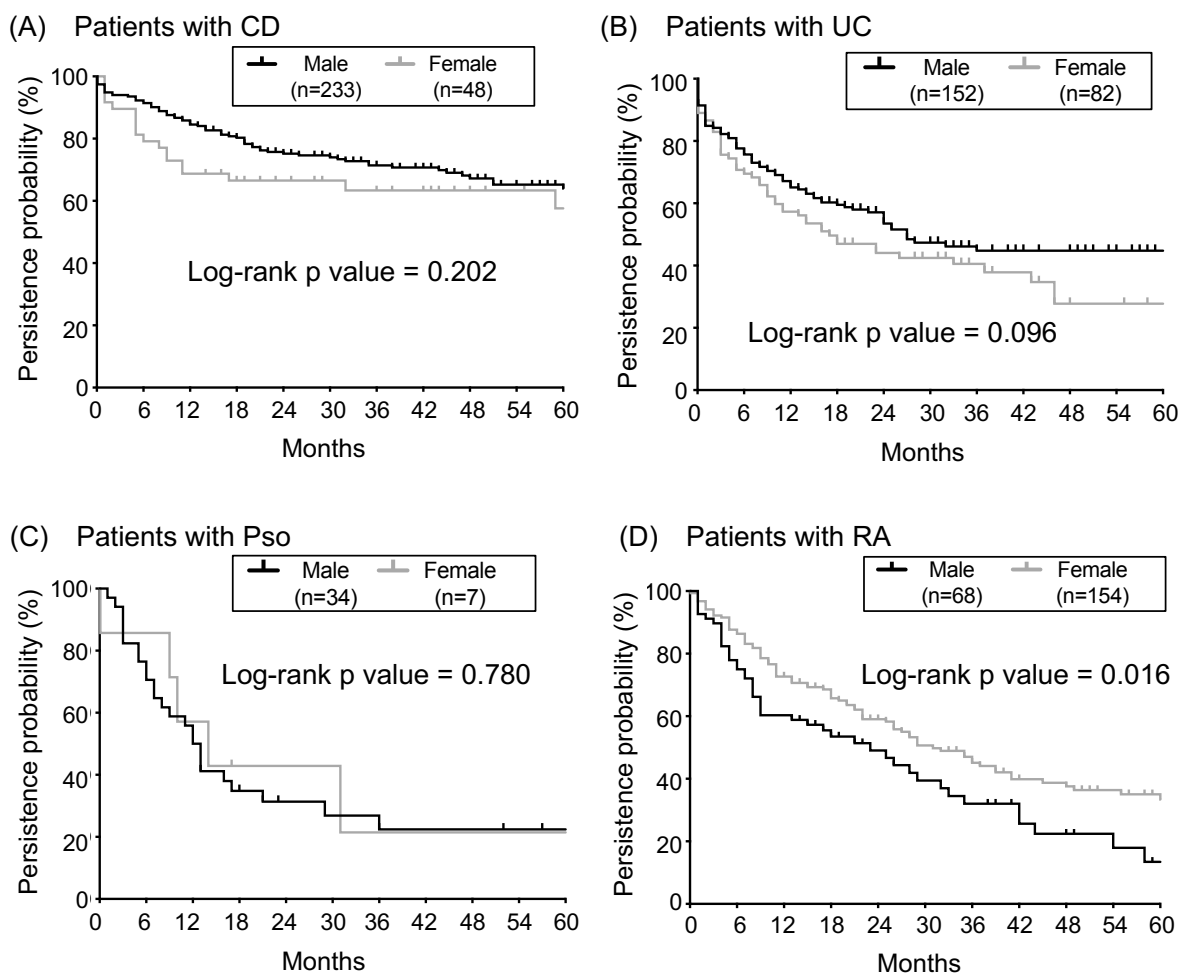 (A) Patients with CD
Male Female
(n=233) (n=48)
Persistence probability (%)
100
80
60
40
20
0
Log-rank p value = 0.202
0 6 12 18 24 30 36 42 48 54 60
Months
(B) Patients with UC
Male Female
(n=152) (n=82)
Persistence probability (%)
100
80
60
40
20
0
Log-rank p value = 0.096
0 6 12 18 24 30 36 42 48 54 60
Months
(C) Patients with Pso
Male Female
(n=34) (n=7)
Persistence probability (%)
100
80
60
40
20
0
Log-rank p value = 0.780
0 6 12 18 24 30 36 42 48 54 60
Months
(D) Patients with RA
Male Female
(n=68) (n=154)
Persistence probability (%)
100
80
60
40
20
0
Log-rank p value = 0.016
0 6 12 18 24 30 36 42 48 54 60
Months